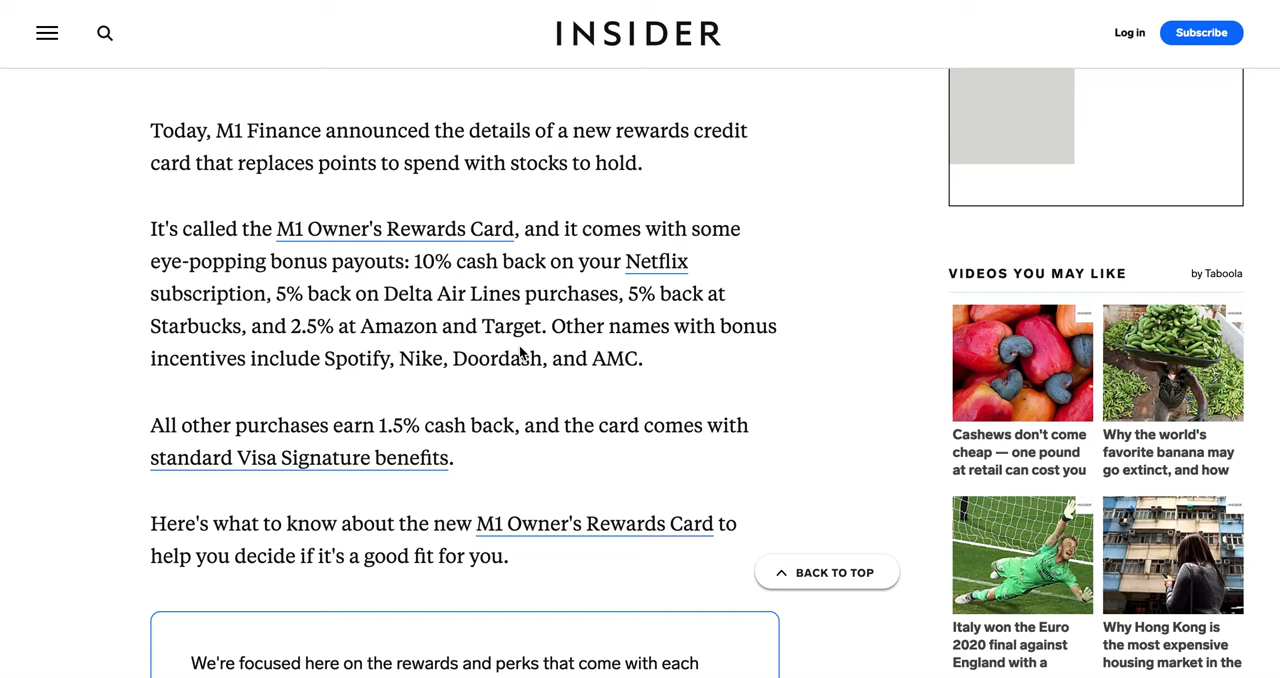 INSIDER
Log in
Subscribe
Today, M1 Finance announced the details of a new rewards credit
card that replaces points to spend with stocks to hold.
It's called the M1 Owner's Rewards Card, and it comes with some
eye-popping bonus payouts: 10% cash back on your Netflix
subscription, 5% back on Delta Air Lines purchases, 5% back at
Starbucks, and 2.5% at Amazon and Target. Other names with bonus
incentives include Spotify, Nike, Doordash, and AMC.
All other purchases earn 1.5% cash back, and the card comes with
standard Visa Signature benefits.
Here's what to know about the new M1 Owner's Rewards Card to
help you decide if it's a good fit for you.
BACK TO TOP
We're focused here on the rewards and perks that come with each
VIDEOS YOU MAY LIKE
by Taboola
Cashews don't come
cheap — one pound
at retail can cost you
Why the world's
favorite banana may
go extinct, and how
Italy won the Euro
2020 final against
England with a
Why Hong Kong is
the most expensive
housing market in the